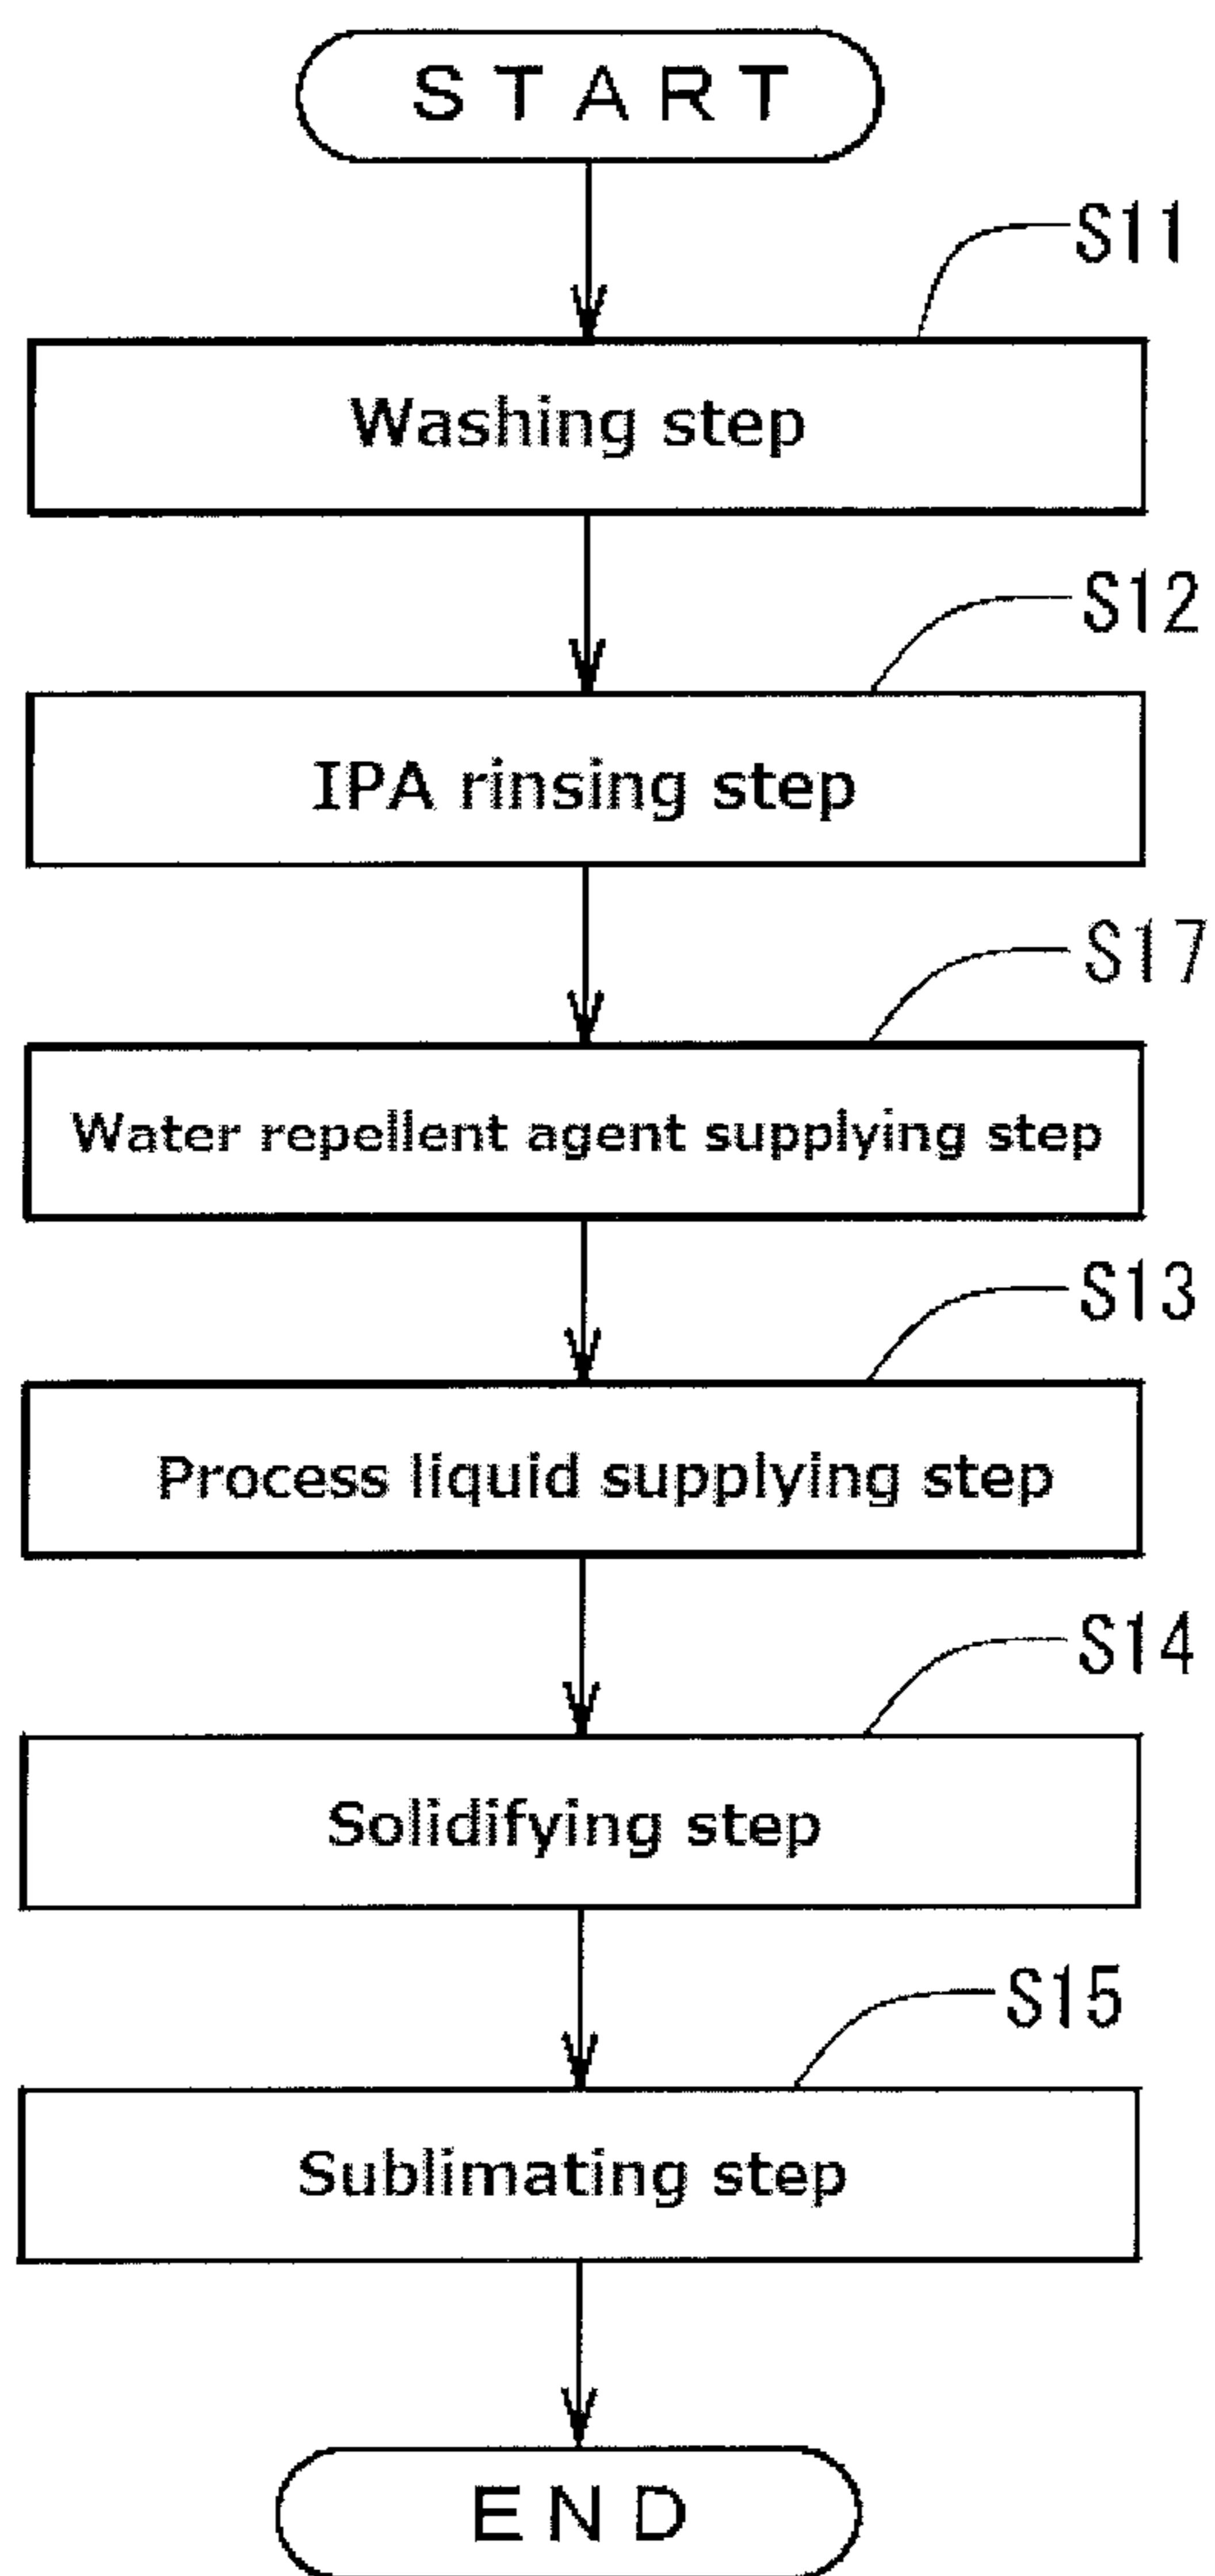 START
S11
Washing step
S12
IPA rinsing step
S17
Water repellent agent supplying step
S13
Process liquid supplying step
S14
Solidifying step
S15
Sublimating step
END